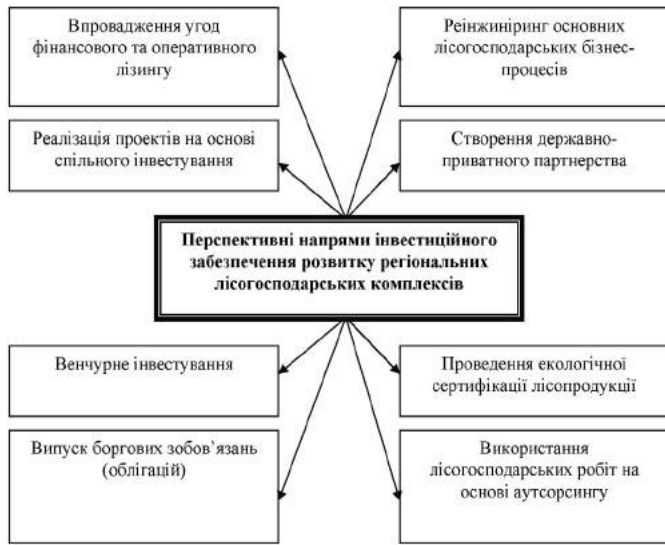 Впровадження угод
фінансового та оперативного
лізингу
Реінжиніринг основних
лісогосподарських бізнес-
процесів
Реалізація проектів на основі
спільного інвестування
Створення державно-
приватного партнерства
Перспективні напрями інвестиційного
забезпечення розвитку регіональних
лісогосподарських комплексів
Венчурне інвестування
Проведення екологічної
сертифікації лісопродукції
Випуск боргових зобов’язань
(облігацій)
Використання
лісогосподарських робіт на
основі аутсорсингу